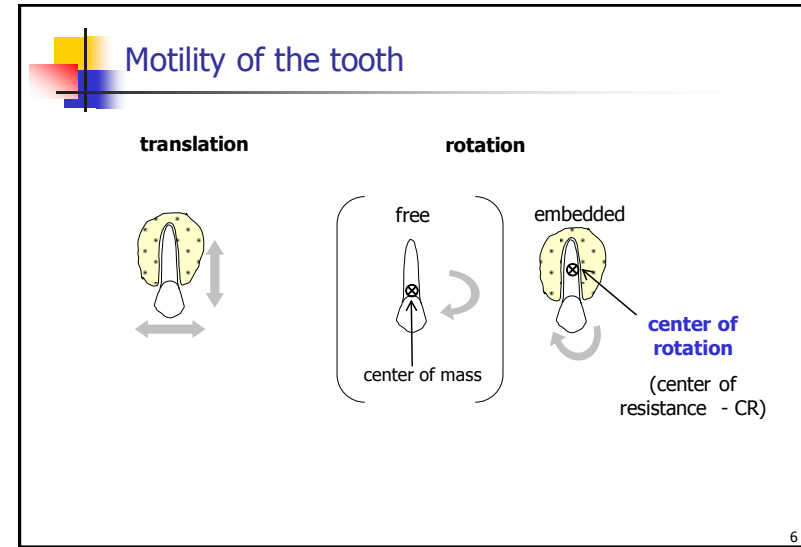 Motility of the tooth
translation
rotation
free
embedded
center of mass
center of
rotation
(center of
resistance - CR)
6